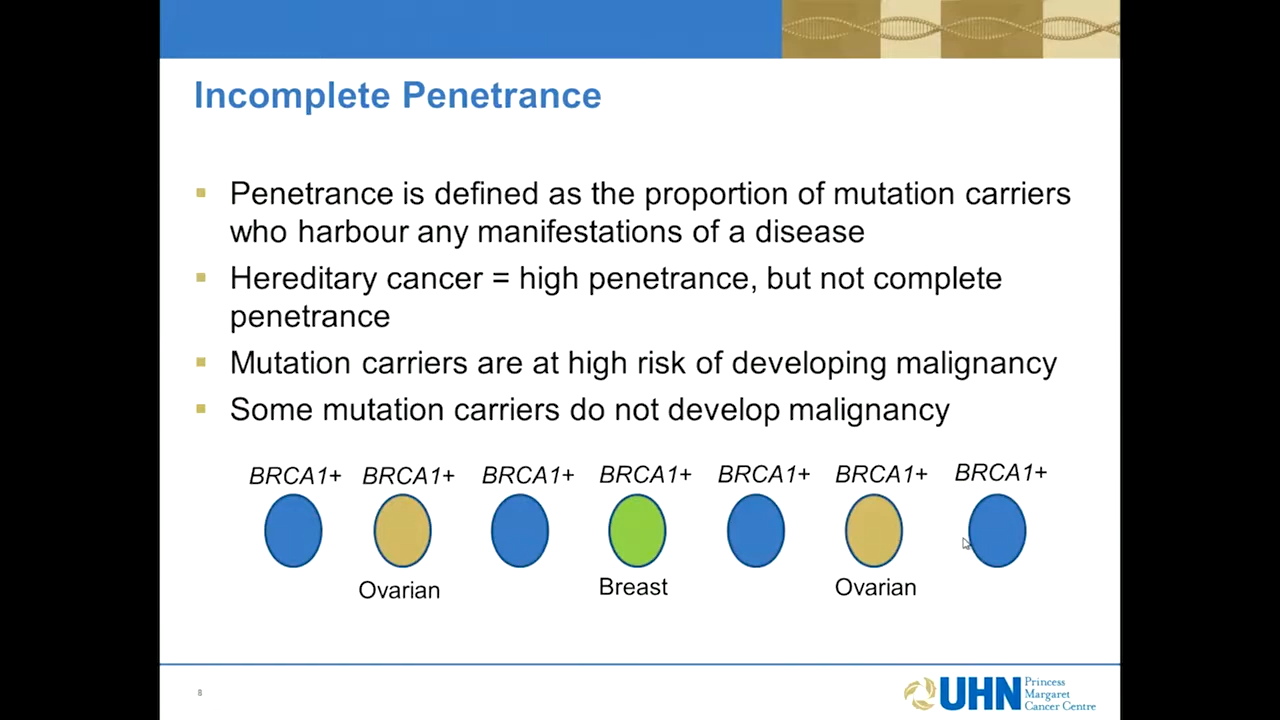 Incomplete Penetrance
Penetrance is defined as the proportion of mutation carriers
who harbour any manifestations of a disease
Hereditary cancer = high penetrance, but not complete
penetrance
Mutation carriers are at high risk of developing malignancy
Some mutation carriers do not develop malignancy
BRCA1+ BRCA1+ BRCA1+ BRCA1+ BRCA1+ BRCA1+ BRCA1+
Ovarian Breast Ovarian
8
UHN Princess
Margaret
Cancer Centre